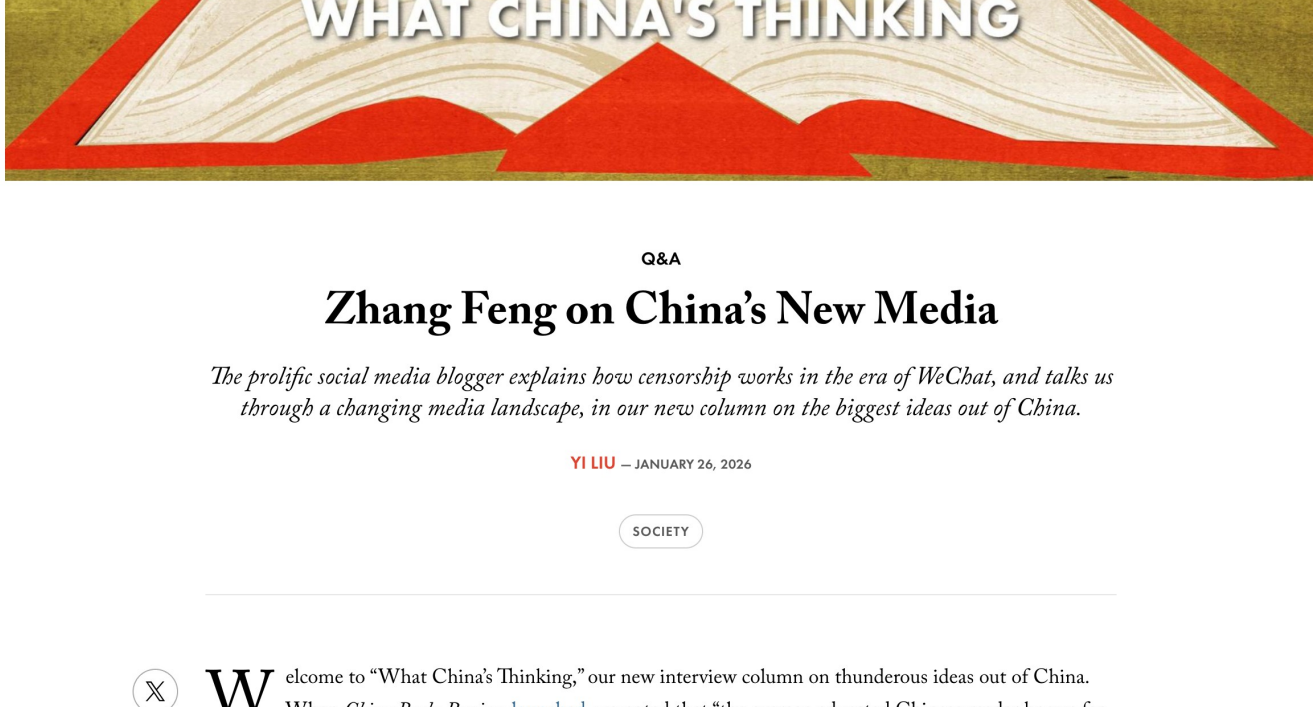 WHAT CHINA'S THINKING
Q&A
Zhang Feng on China’s New Media
The prolific social media blogger explains how censorship works in the era of WeChat, and talks us
through a changing media landscape, in our new column on the biggest ideas out of China.
YI LIU — JANUARY 26, 2026
SOCIETY
Welcome to “What China’s Thinking,” our new interview column on thunderous ideas out of China.